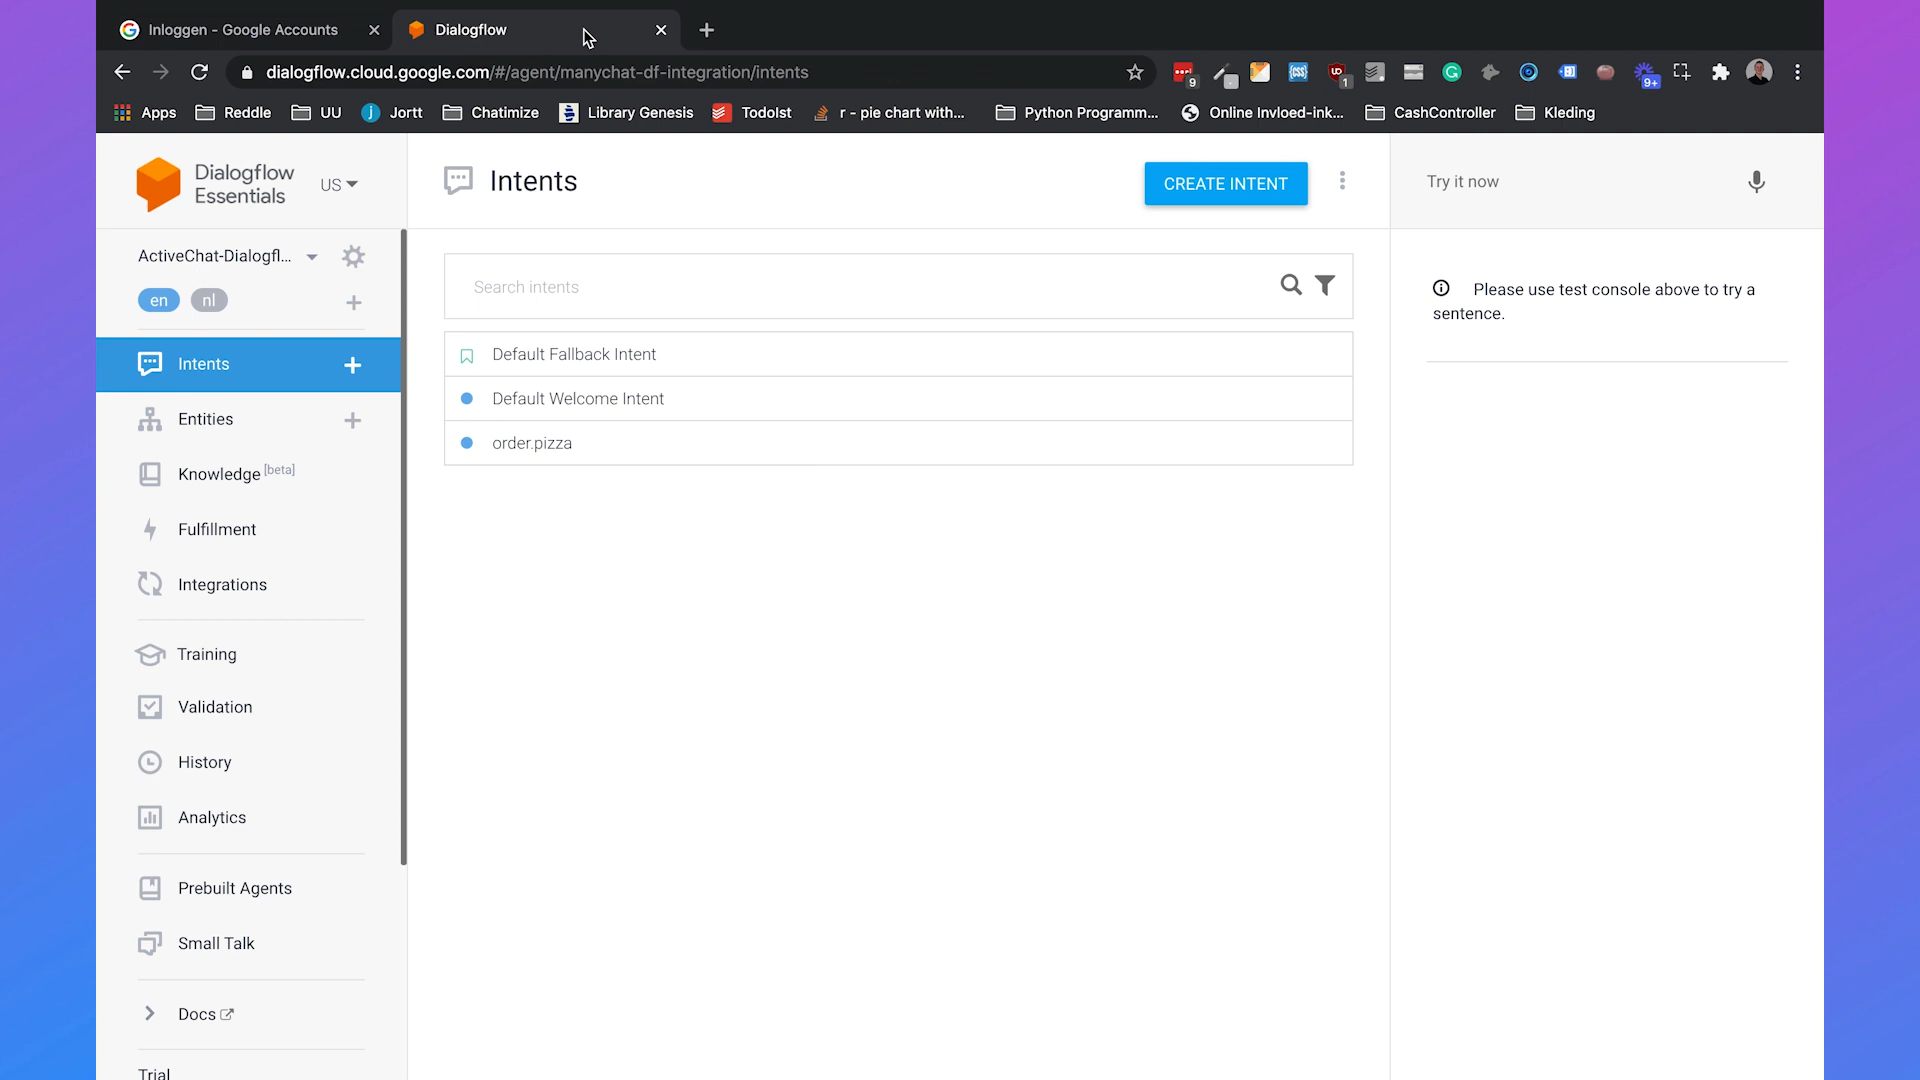 Inloggen - Google Accounts
Dialogflow
dialogflow.cloud.google.com/#/agent/manychat-df-integration/intents
9
1
9+
Apps
Reddle
UU
Jortt
Chatimize
Library Genesis
TodoIst
r - pie chart with...
Python Programm...
Online Invloed-ink...
CashController
Kleding
Dialogflow
Essentials
US
Intents
CREATE INTENT
Try it now
ActiveChat-Dialogfl...
en
nl
Search intents
Please use test console above to try a
sentence.
Intents
Default Fallback Intent
Default Welcome Intent
order.pizza
Entities
Knowledge [beta]
Fulfillment
Integrations
Training
Validation
History
Analytics
Prebuilt Agents
Small Talk
Docs
Trial